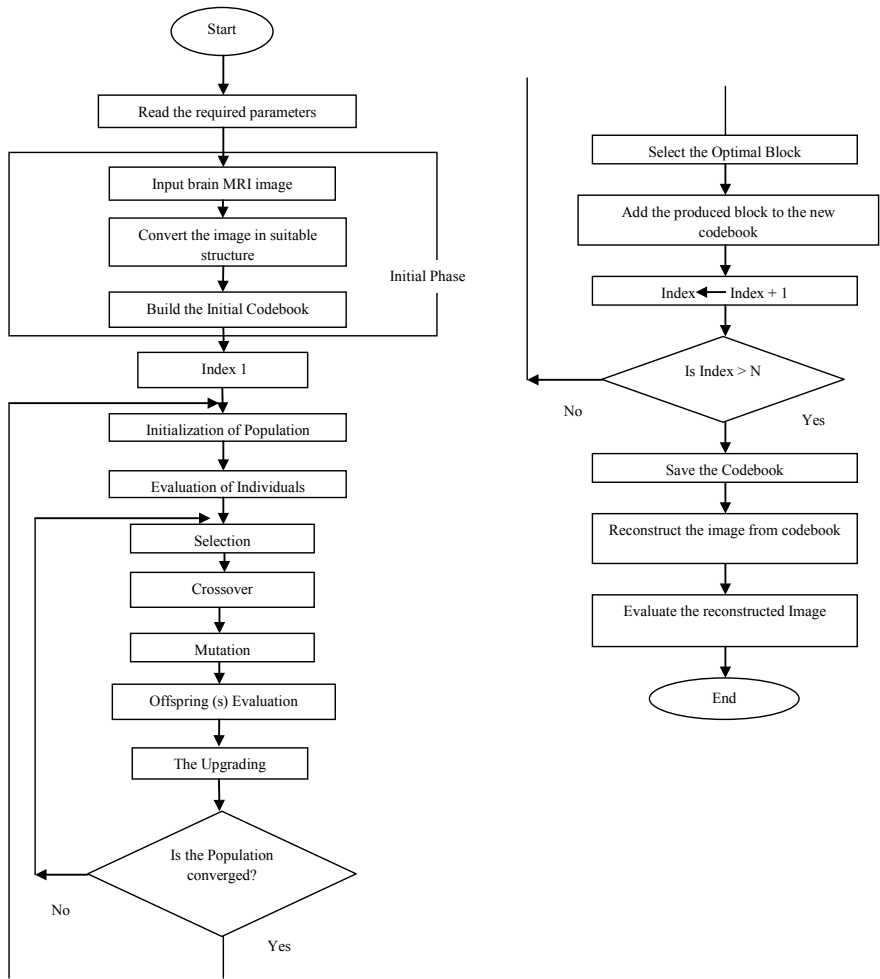 Start
Read the required parameters
Input brain MRI image
Convert the image in suitable
structure
Initial Phase
Build the Initial Codebook
Index 1
Initialization of Population
Evaluation of Individuals
Selection
Crossover
Mutation
Offspring (s) Evaluation
The Upgrading
Is the Population
converged?
No
Yes
Select the Optimal Block
Add the produced block to the new
codebook
Index Index + 1
Is Index > N
No
Yes
Save the Codebook
Reconstruct the image from codebook
Evaluate the reconstructed Image
End